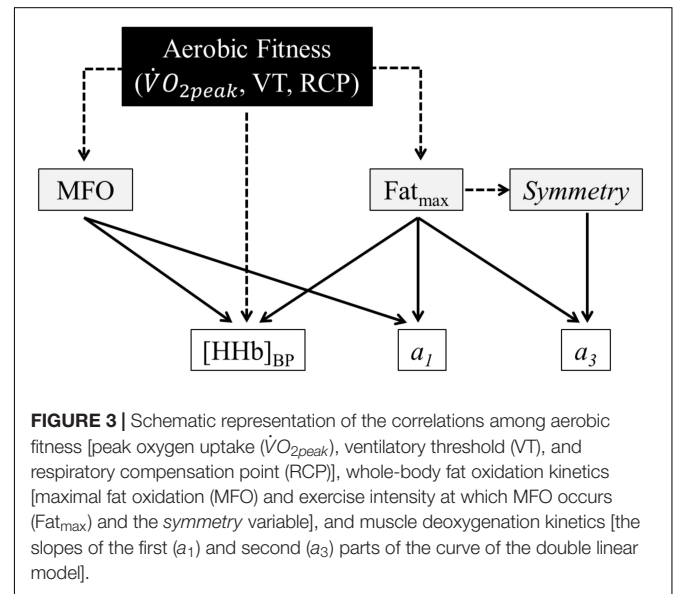 Aerobic Fitness
(V̇O2peak, VT, RCP)
MFO
Fatmax
Symmetry
[HHb]BP
a1
a3
FIGURE 3 | Schematic representation of the correlations among aerobic
fitness [peak oxygen uptake (V̇O2peak), ventilatory threshold (VT), and
respiratory compensation point (RCP)], whole-body fat oxidation kinetics
[maximal fat oxidation (MFO) and exercise intensity at which MFO occurs
(Fatmax) and the symmetry variable], and muscle deoxygenation kinetics [the
slopes of the first (a1) and second (a3) parts of the curve of the double linear
model].